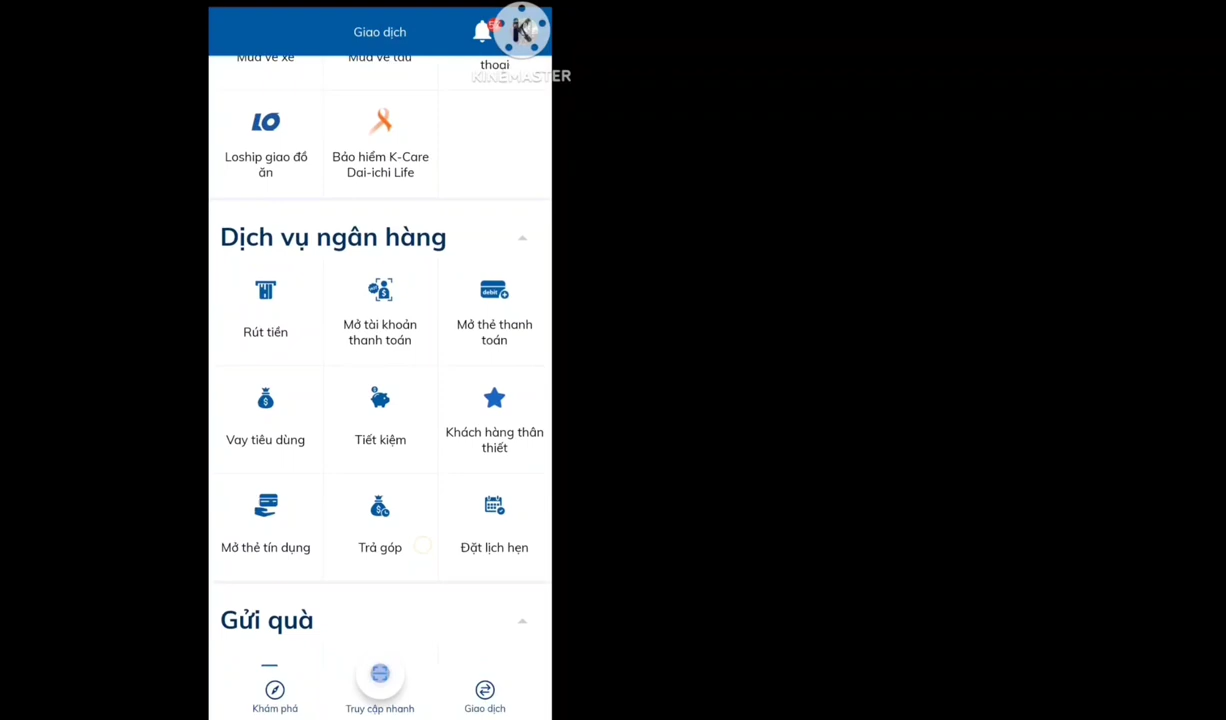 Giao dịch
KINEMASTER
Mua vé xe
Mua vé tàu
thoại
LO
Loship giao đồ
ăn
Bảo hiểm K-Care
Dai-ichi Life
Dịch vụ ngân hàng
Rút tiền
Mở tài khoản
thanh toán
debit
Mở thẻ thanh
toán
Vay tiêu dùng
Tiết kiệm
Khách hàng thân
thiết
Mở thẻ tín dụng
Trả góp
Đặt lịch hẹn
Gửi quà
Khám phá
Truy cập nhanh
Giao dịch